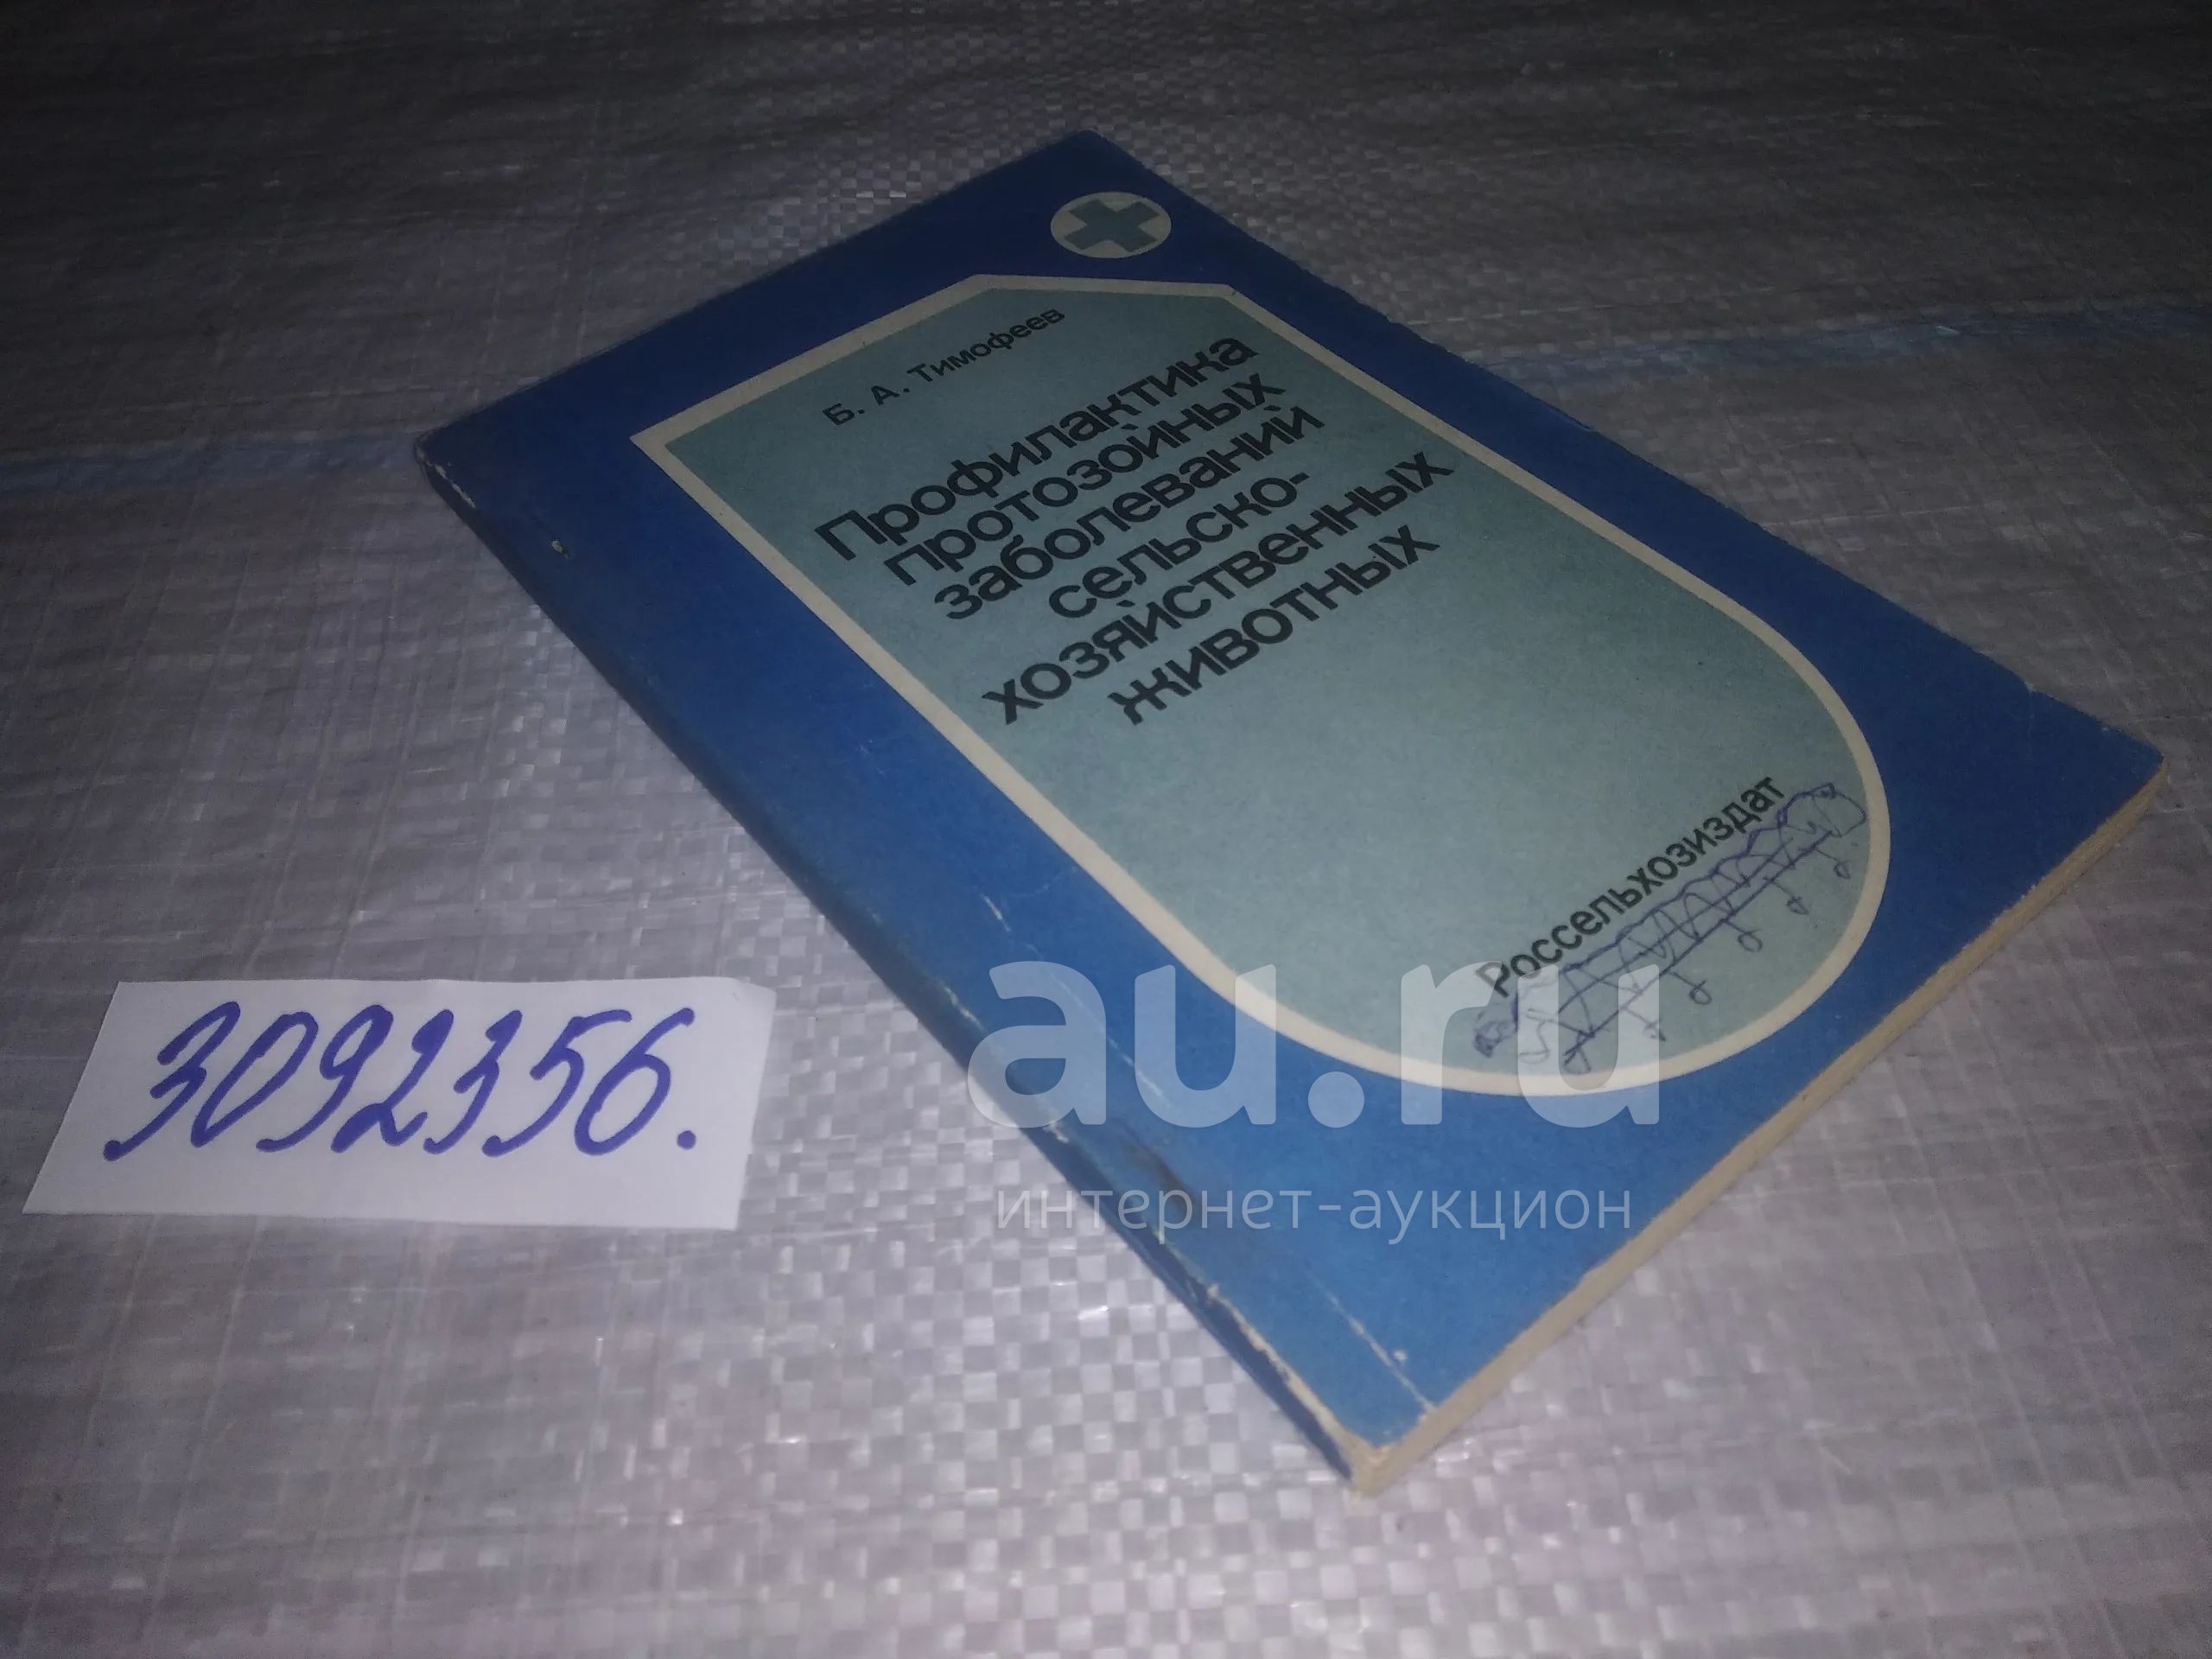 Б. А. Тимофеев
Профилактика
протозойных
заболеваний
сельско-
хозяйственных
животных
Россельхозиздат
3092356.
au.ru
интернет-аукцион